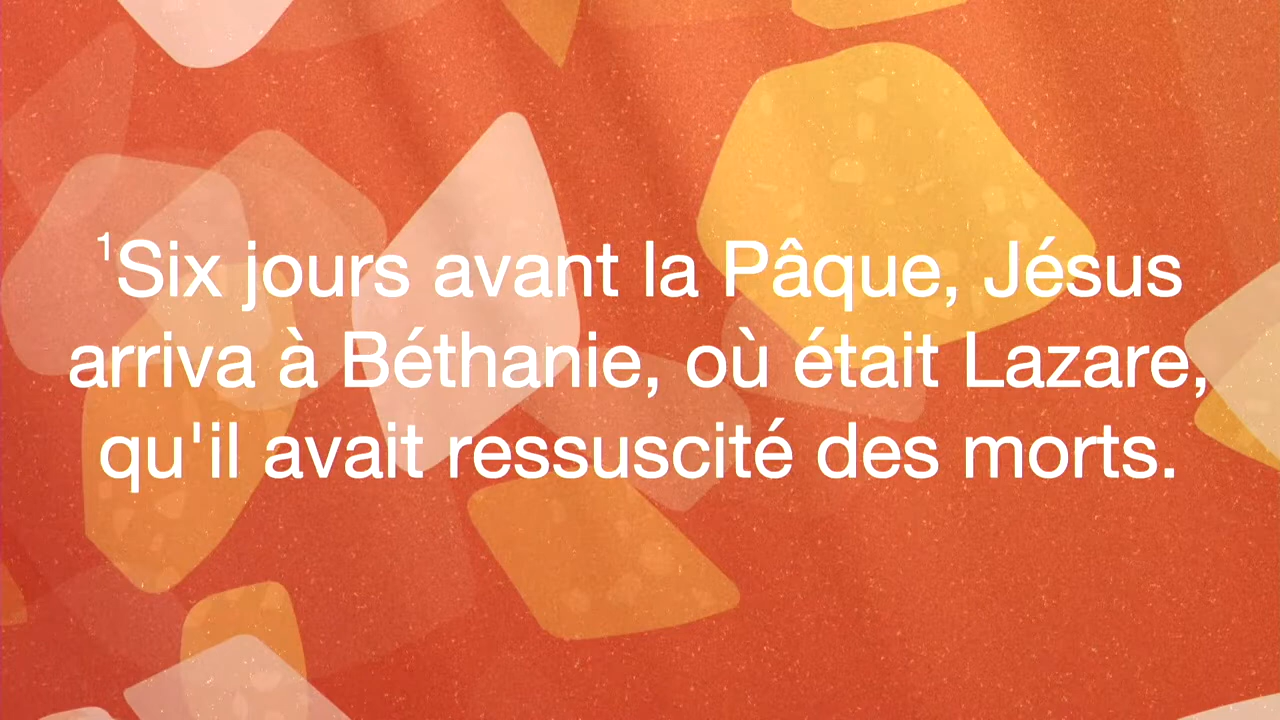 ¹Six jours avant la Pâque, Jésus
arriva à Béthanie, où était Lazare,
qu'il avait ressuscité des morts.